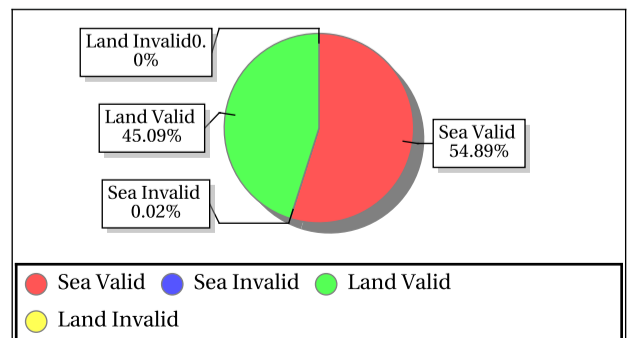 Land Invalid0.
0%
Land Valid
45.09%
Sea Valid
54.89%
Sea Invalid
0.02%
Sea Valid Sea Invalid Land Valid
Land Invalid